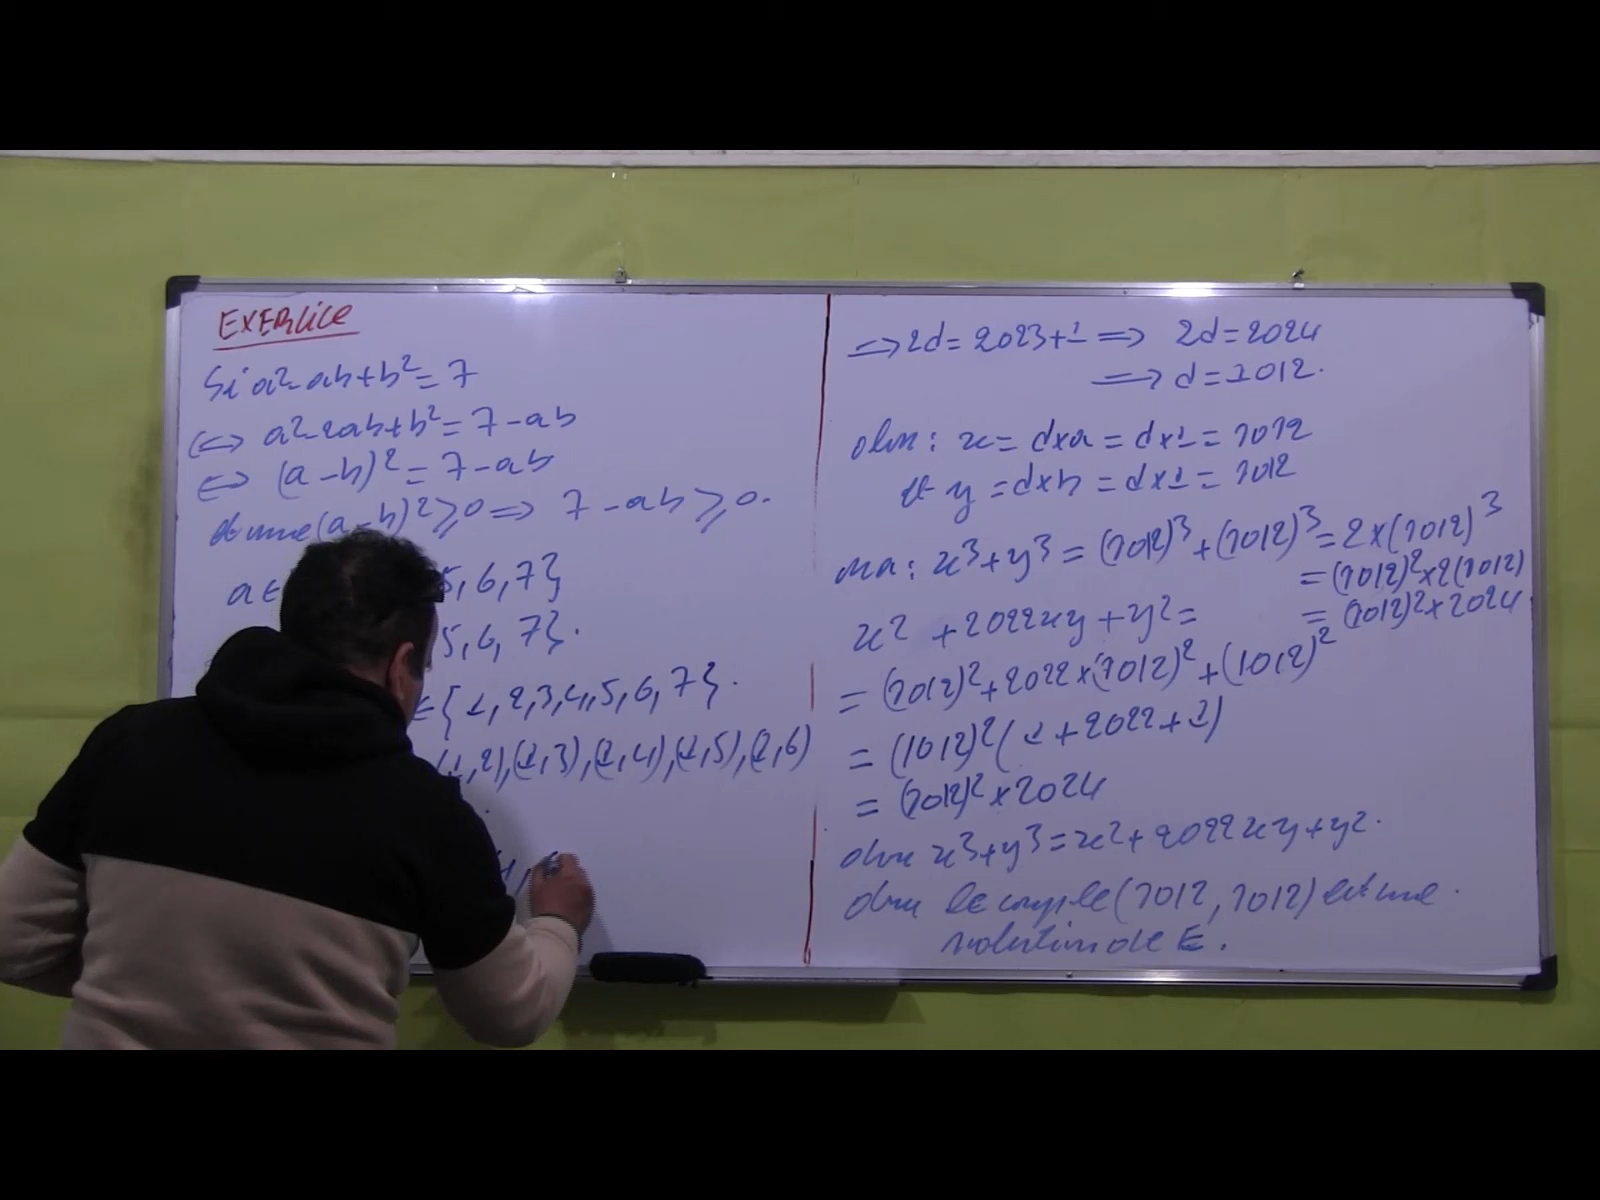 EXERCICE
Si a²-ab+b²=7
⟺ a²-2ab+b²=7-ab
⟺ (a-b)²=7-ab
(a-b)²⩾0 ⟹ 7-ab⩾0.
a∈ 5,6,7}
5,6,7}.
∈{1,2,3,4,5,6,7}.
(1,2),(1,3),(1,4),(1,5),(1,6)
⟹ 2d=2023+1 ⟹ 2d=2024
⟹ d=1012.
donc: x=d×a=d×1=1012
et y=d×b=d×1=1012
on a: x³+y³=(1012)³+(1012)³=2×(1012)³
=(1012)²×2(1012)
=(1012)²×2024
x²+2022xy+y²=
=(1012)²+2022×(1012)²+(1012)²
=(1012)²(1+2022+1)
=(1012)²×2024
donc x³+y³=x²+2022xy+y².
donc le couple (1012,1012) est une
solution de E.